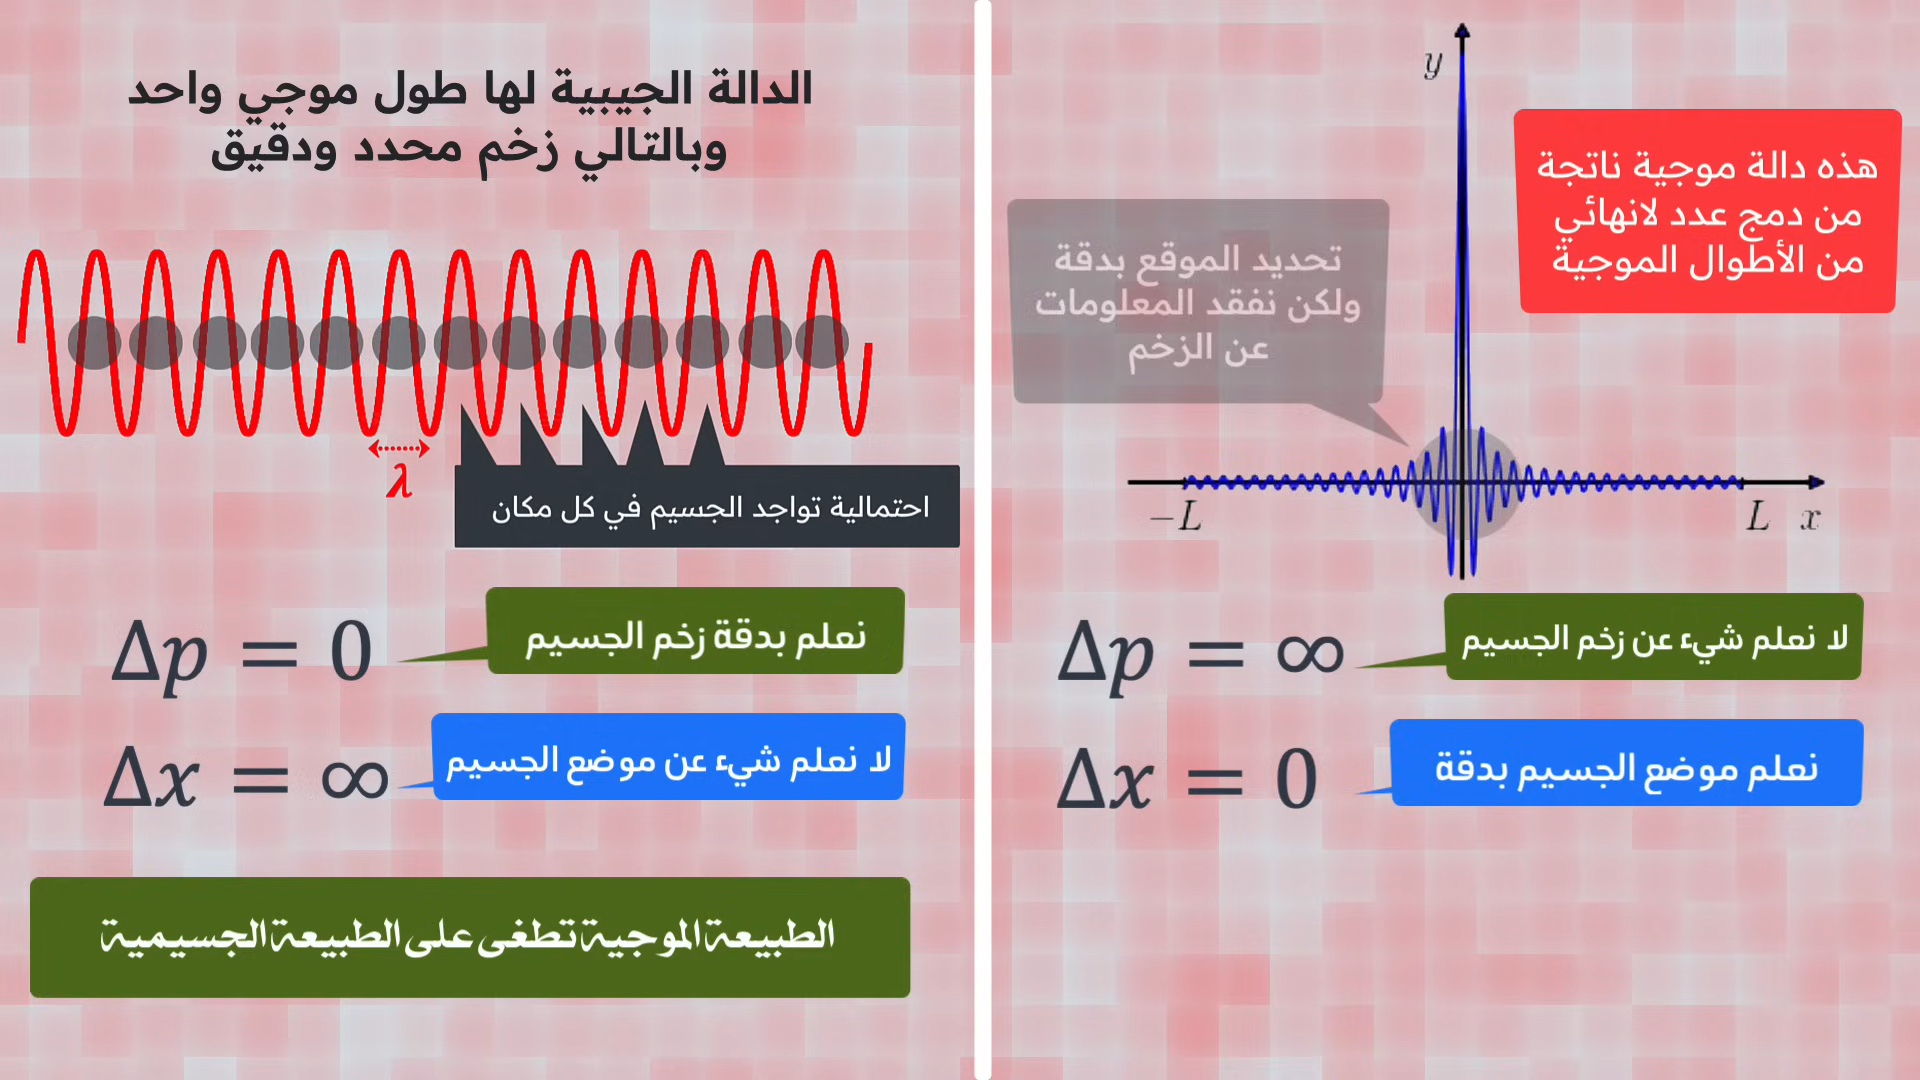 الدالة الجيبية لها طول موجي واحد
وبالتالي زخم محدد ودقيق
λ
احتمالية تواجد الجسيم في كل مكان
Δp = 0
نعلم بدقة زخم الجسيم
Δx = ∞
لا نعلم شيء عن موضع الجسيم
الطبيعة الموجية تطغى على الطبيعة الجسيمية
y
هذه دالة موجية ناتجة
من دمج عدد لانهائي
من الأطوال الموجية
تحديد الموقع بدقة
ولكن نفقد المعلومات
عن الزخم
−L
L
x
Δp = ∞
لا نعلم شيء عن زخم الجسيم
Δx = 0
نعلم موضع الجسيم بدقة